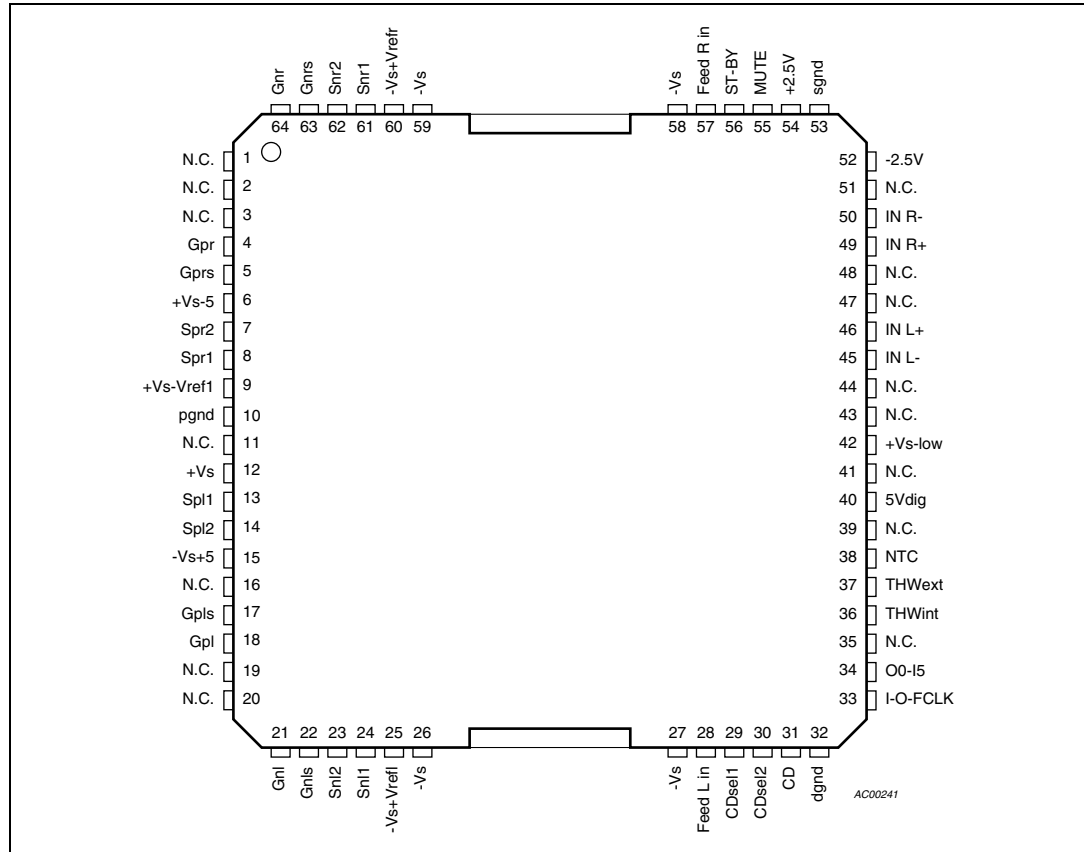 Gnr
Gnrs
Snr2
Snr1
-Vs+Vrefr
-Vs
-Vs
Feed R in
ST-BY
MUTE
+2.5V
sgnd
64 63 62 61 60 59 58 57 56 55 54 53
N.C. 1
N.C. 2
N.C. 3
Gpr 4
Gprs 5
+Vs-5 6
Spr2 7
Spr1 8
+Vs-Vref1 9
pgnd 10
N.C. 11
+Vs 12
Spl1 13
Spl2 14
-Vs+5 15
N.C. 16
Gpls 17
Gpl 18
N.C. 19
N.C. 20
52 -2.5V
51 N.C.
50 IN R-
49 IN R+
48 N.C.
47 N.C.
46 IN L+
45 IN L-
44 N.C.
43 N.C.
42 +Vs-low
41 N.C.
40 5Vdig
39 N.C.
38 NTC
37 THWext
36 THWint
35 N.C.
34 O0-I5
33 I-O-FCLK
21 22 23 24 25 26 27 28 29 30 31 32
Gnl
Gnls
Snl2
Snl1
-Vs+Vrefl
-Vs
-Vs
Feed L in
CDsel1
CDsel2
CD
dgnd
AC00241